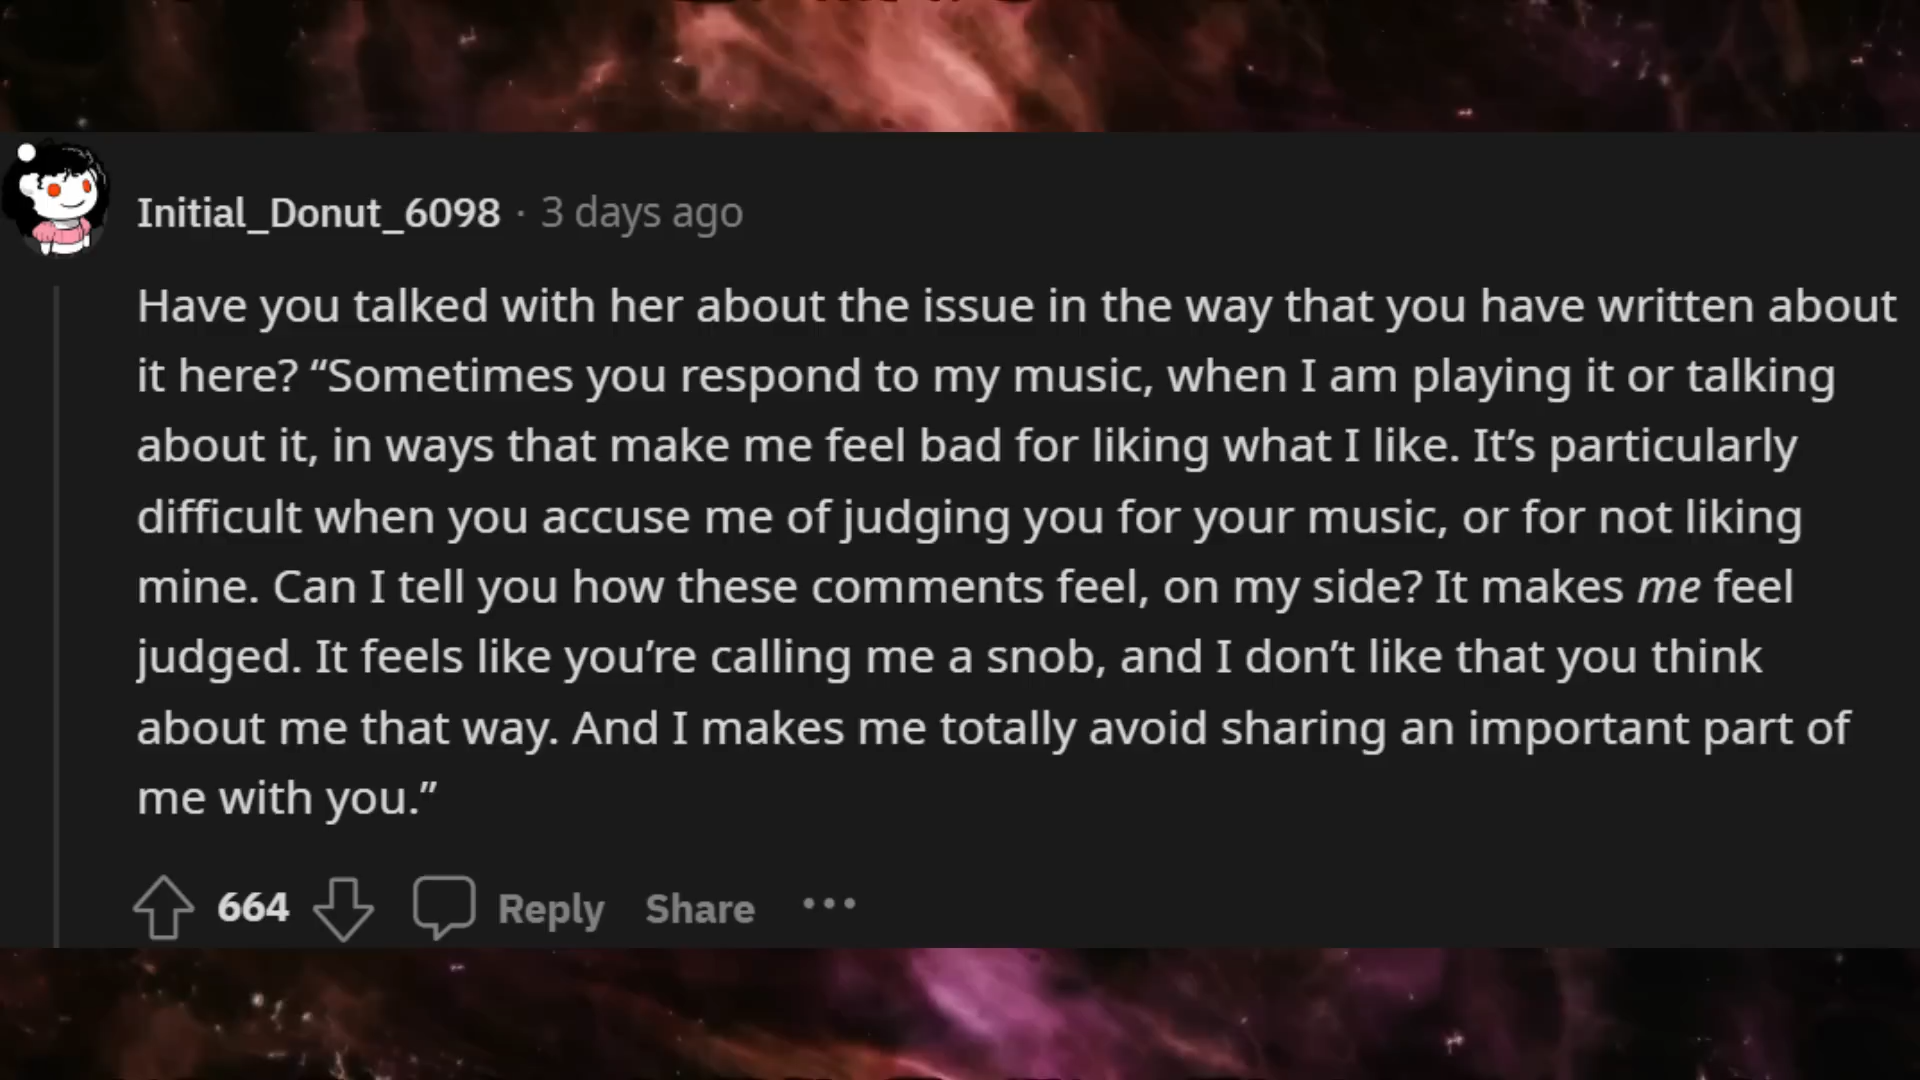 Initial_Donut_6098 · 3 days ago
Have you talked with her about the issue in the way that you have written about
it here? “Sometimes you respond to my music, when I am playing it or talking
about it, in ways that make me feel bad for liking what I like. It’s particularly
difficult when you accuse me of judging you for your music, or for not liking
mine. Can I tell you how these comments feel, on my side? It makes me feel
judged. It feels like you’re calling me a snob, and I don’t like that you think
about me that way. And I makes me totally avoid sharing an important part of
me with you.”
664 Reply Share ···